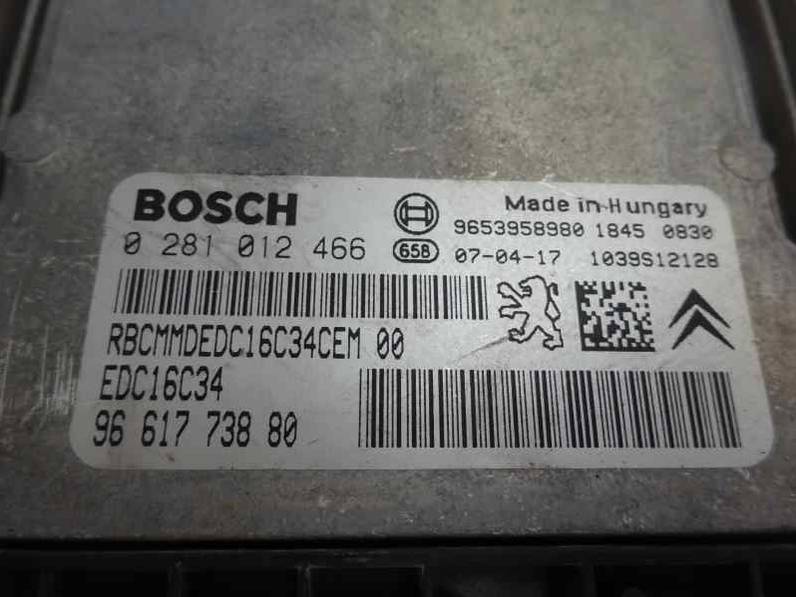 BOSCH
Made in Hungary
9653958980 1845 0830
0 281 012 466
658
07-04-17 1039S12128
RBCMMDEDC16C34CEM 00
EDC16C34
96 617 738 80